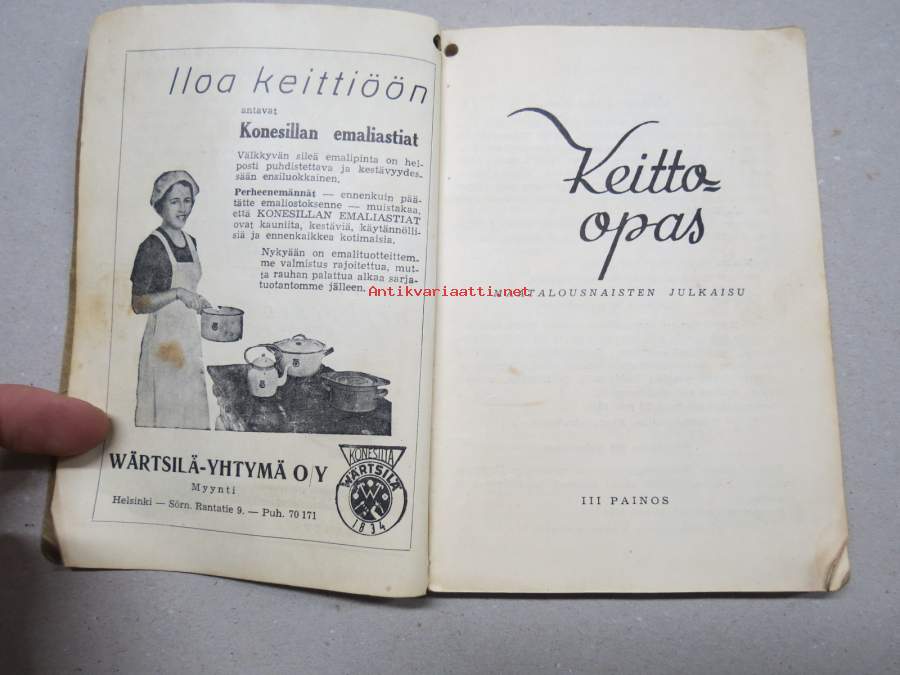 Iloa keittiöön
antavat
Konesillan emaliastiat
Välkkyvän sileä emalipinta on hel-
posti puhdistettava ja kestävyydes-
sään ensiluokkainen.
Perheenemännät — ennenkuin pää-
tätte emaliostoksenne — muistakaa,
että KONESILLAN EMALIASTIAT
ovat kauniita, kestäviä, käytännölli-
siä ja ennenkaikkea kotimaisia.
Nykyään on emalituotteittem-
me valmistus rajoitettua, mut-
ta rauhan palattua alkaa sarja-
tuotantomme jälleen.
WÄRTSILÄ-YHTYMÄ O/Y
Myynti
Helsinki — Sörn. Rantatie 9. — Puh. 70 171
KONESILTA
WÄRTSILÄ
W
1834
Keitto-
opas
JULKAISU
III PAINOS
Antikvariaatti.net